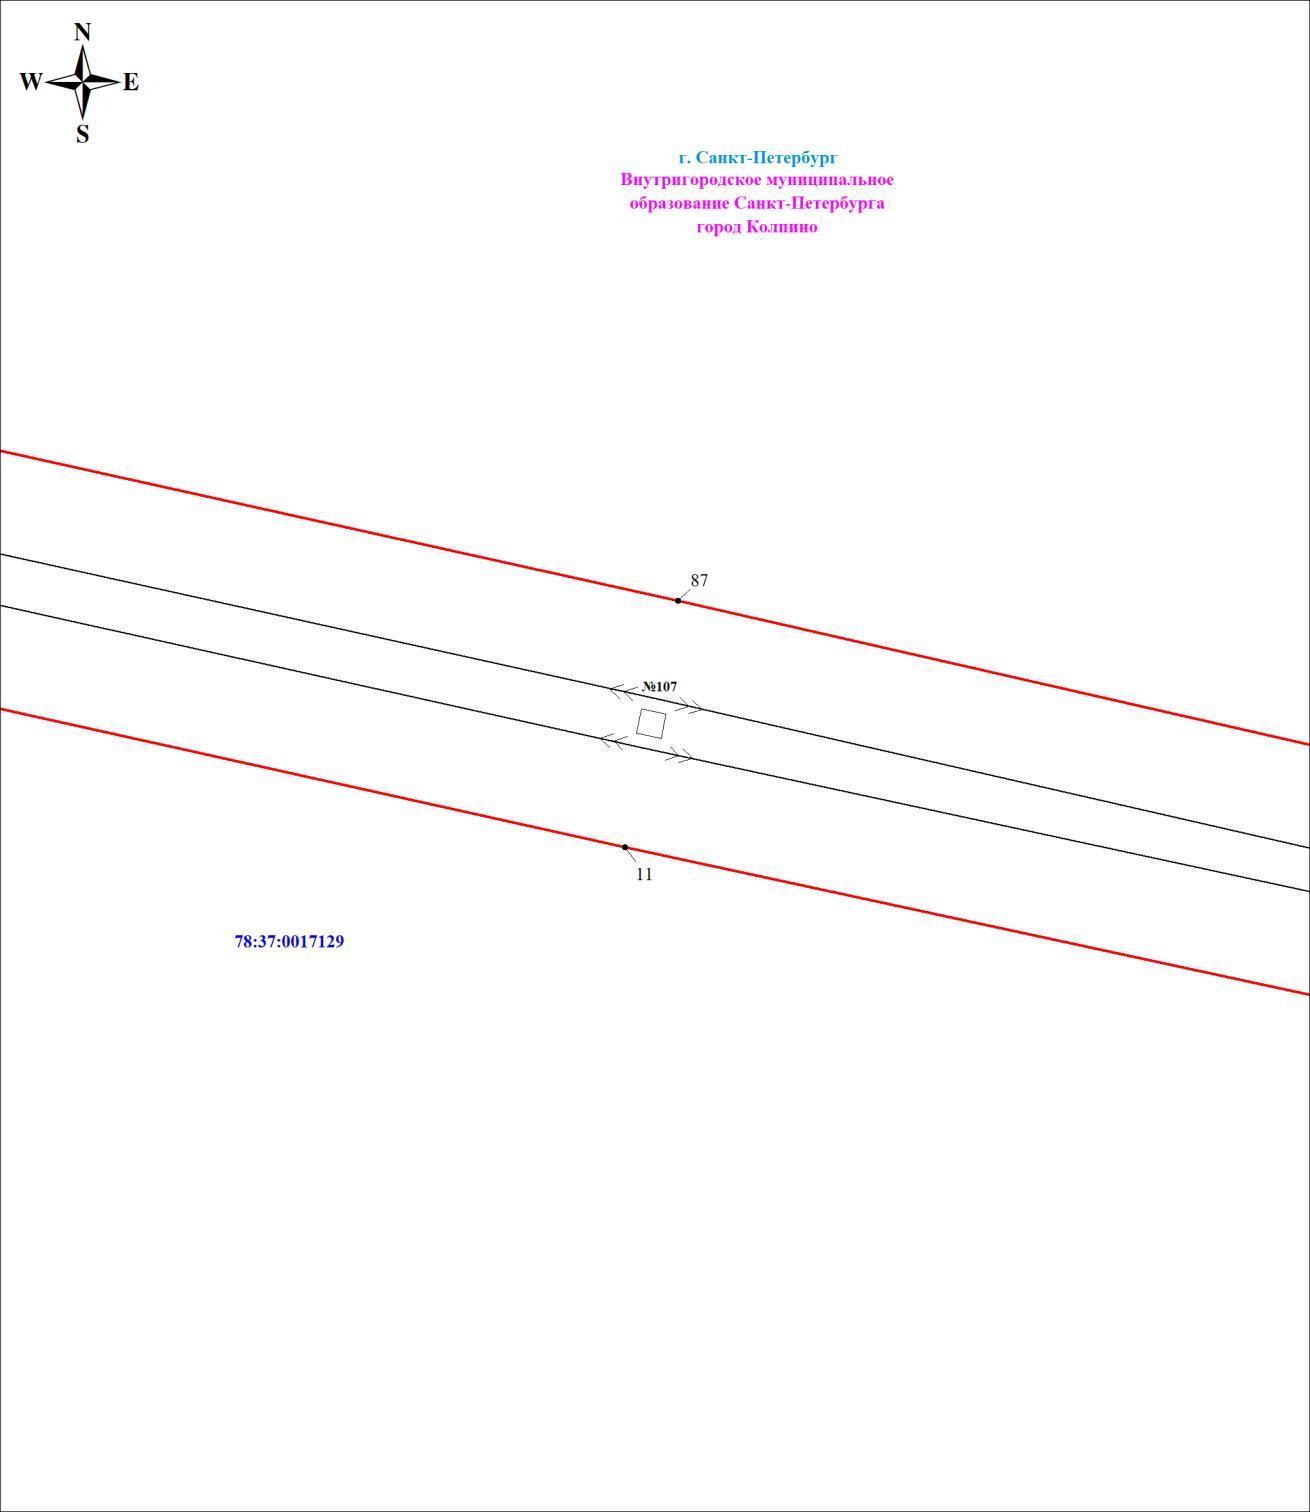 N
W E
S
г. Санкт-Петербург
Внутригородское муниципальное
образование Санкт-Петербурга
город Колпино
87
№107
11
78:37:0017129